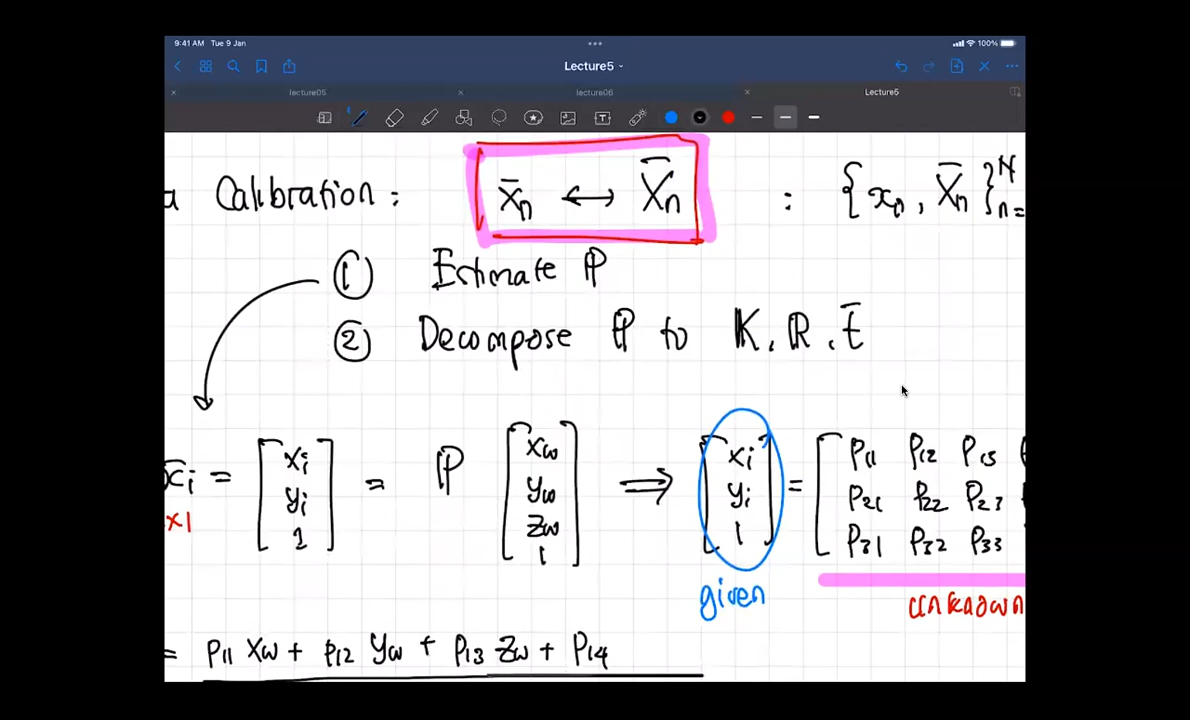 9:41 AM Tue 9 Jan
100%
Lecture5
lecture05
lecture06
Lecture5
a Calibration : x̄n ↔ X̄n : {xn, X̄n}N n=
① Estimate ℙ
② Decompose ℙ to 𝕂, ℝ, t̄
x̄i = [xi yi 1] = ℙ [xw yw zw 1] ⟹ [xi yi 1] = [P11 P12 P13
P21 P22 P23
P31 P32 P33
x1
given
unknown
= P11 xw + P12 yw + P13 zw + P14